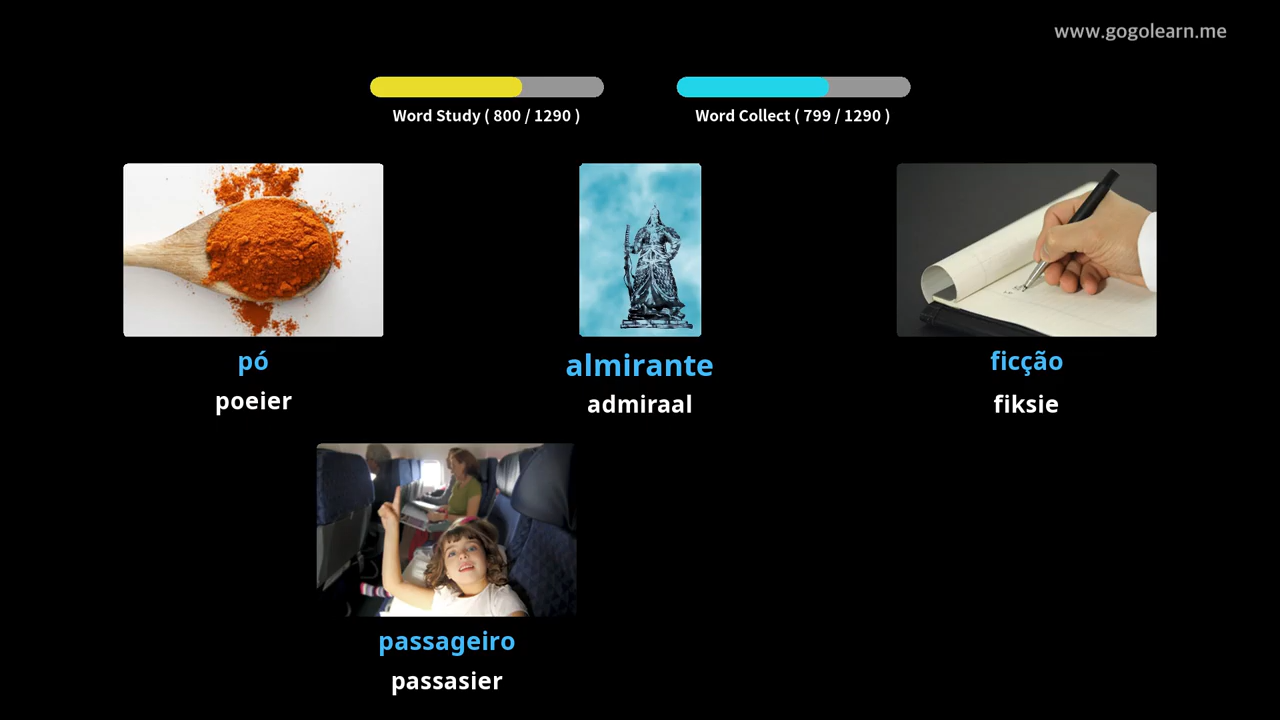 www.gogolearn.me
Word Study ( 800 / 1290 )
Word Collect ( 799 / 1290 )
pó
poeier
almirante
admiraal
ficção
fiksie
passageiro
passasier